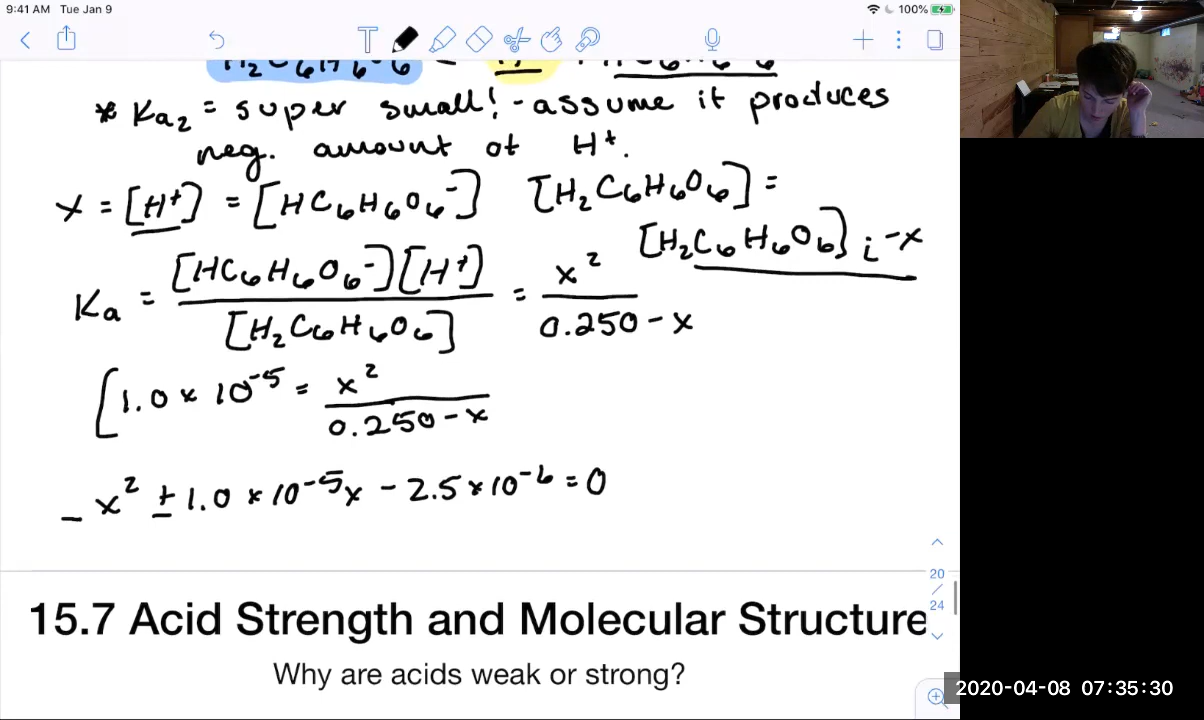 9:41 AM Tue Jan 9
100%
T
* Ka₂ = super small! - assume it produces
neg. amount of H⁺.
x = [H⁺] = [HC₆H₆O₆⁻] [H₂C₆H₆O₆] =
[H₂C₆H₆O₆]i - x
Ka = [HC₆H₆O₆⁻][H⁺] / [H₂C₆H₆O₆] = x² / 0.250 - x
[1.0 × 10⁻⁵ = x² / 0.250 - x
- x² ± 1.0 × 10⁻⁵x - 2.5 × 10⁻⁶ = 0
20
/
24
15.7 Acid Strength and Molecular Structure
Why are acids weak or strong?
2020-04-08 07:35:30